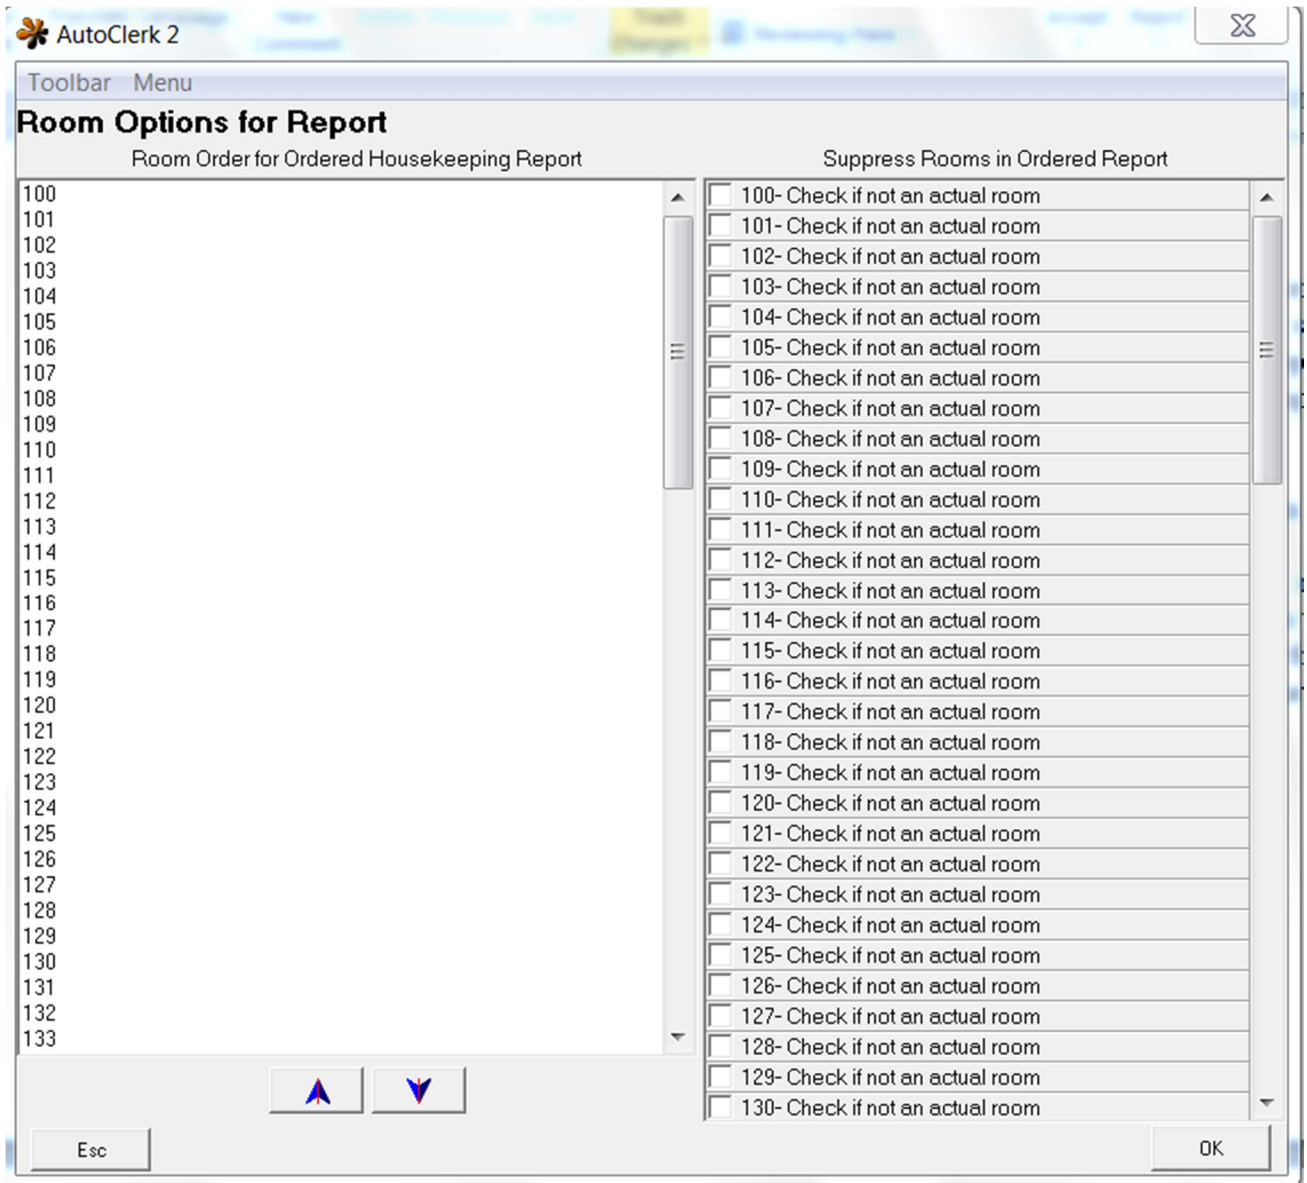 AutoClerk 2
Toolbar Menu
Room Options for Report
Room Order for Ordered Housekeeping Report
100
101
102
103
104
105
106
107
108
109
110
111
112
113
114
115
116
117
118
119
120
121
122
123
124
125
126
127
128
129
130
131
132
133
Suppress Rooms in Ordered Report
100- Check if not an actual room
101- Check if not an actual room
102- Check if not an actual room
103- Check if not an actual room
104- Check if not an actual room
105- Check if not an actual room
106- Check if not an actual room
107- Check if not an actual room
108- Check if not an actual room
109- Check if not an actual room
110- Check if not an actual room
111- Check if not an actual room
112- Check if not an actual room
113- Check if not an actual room
114- Check if not an actual room
115- Check if not an actual room
116- Check if not an actual room
117- Check if not an actual room
118- Check if not an actual room
119- Check if not an actual room
120- Check if not an actual room
121- Check if not an actual room
122- Check if not an actual room
123- Check if not an actual room
124- Check if not an actual room
125- Check if not an actual room
126- Check if not an actual room
127- Check if not an actual room
128- Check if not an actual room
129- Check if not an actual room
130- Check if not an actual room
Esc
OK